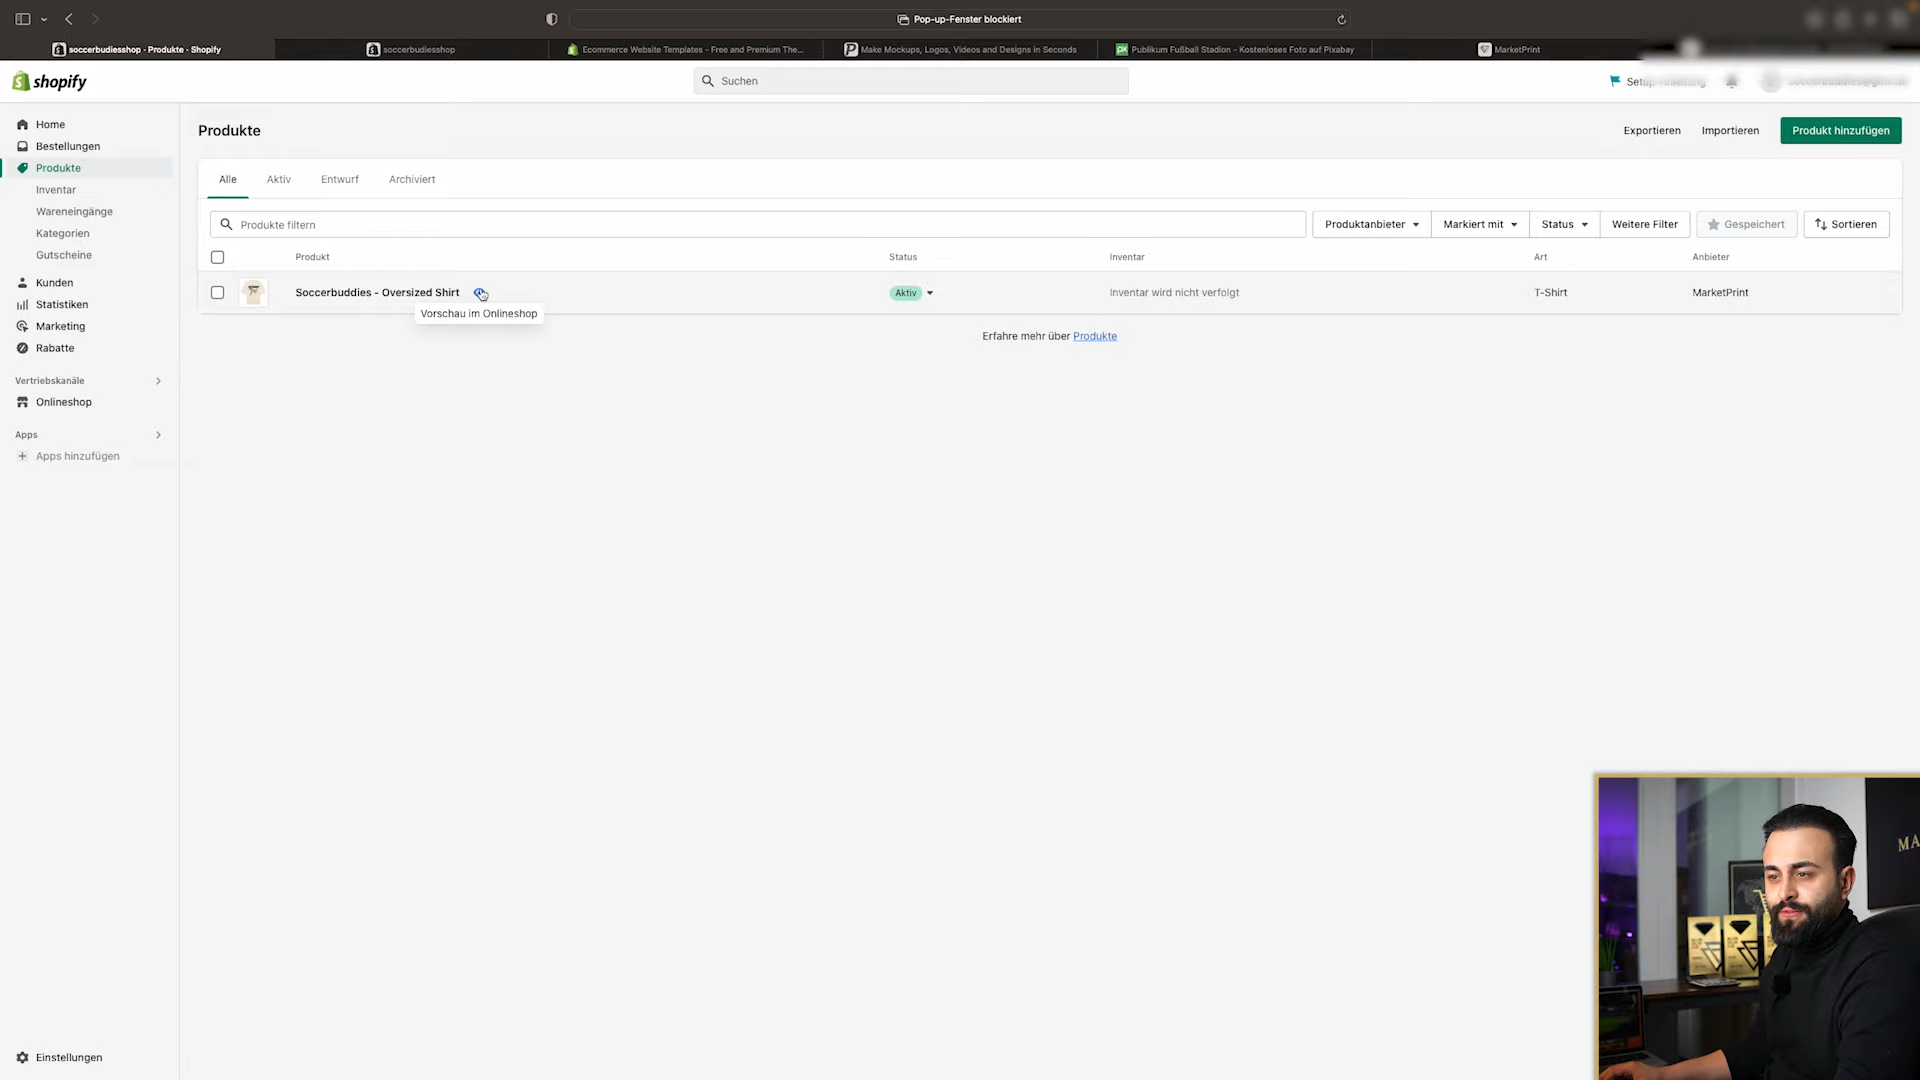 Pop-up-Fenster blockiert
soccerbudiesshop - Produkte - Shopify
soccerbudiesshop
Ecommerce Website Templates - Free and Premium The...
Make Mockups, Logos, Videos and Designs in Seconds
Publikum Fußball Stadion - Kostenloses Foto auf Pixabay
MarketPrint
shopify
Suchen
Setup-Anleitung
Home
Bestellungen
Produkte
Inventar
Wareneingänge
Kategorien
Gutscheine
Kunden
Statistiken
Marketing
Rabatte
Vertriebskanäle
Onlineshop
Apps
Apps hinzufügen
Einstellungen
Produkte
Exportieren
Importieren
Produkt hinzufügen
Alle
Aktiv
Entwurf
Archiviert
Produkte filtern
Produktanbieter
Markiert mit
Status
Weitere Filter
Gespeichert
Sortieren
Produkt
Status
Inventar
Art
Anbieter
Soccerbuddies - Oversized Shirt
Aktiv
Inventar wird nicht verfolgt
T-Shirt
MarketPrint
Vorschau im Onlineshop
Erfahre mehr über Produkte
MA